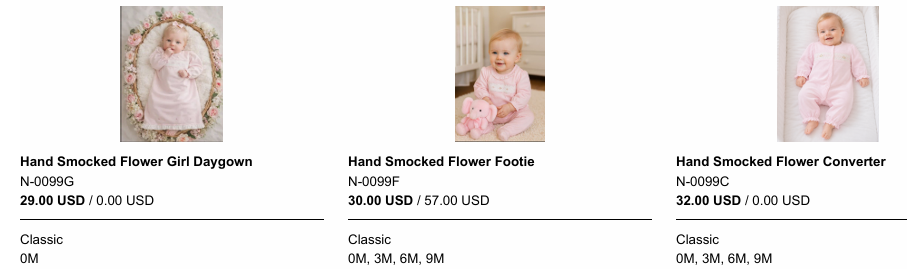 Hand Smocked Flower Girl Daygown
N-0099G
29.00 USD / 0.00 USD
Classic
0M
Hand Smocked Flower Footie
N-0099F
30.00 USD / 57.00 USD
Classic
0M, 3M, 6M, 9M
Hand Smocked Flower Converter
N-0099C
32.00 USD / 0.00 USD
Classic
0M, 3M, 6M, 9M